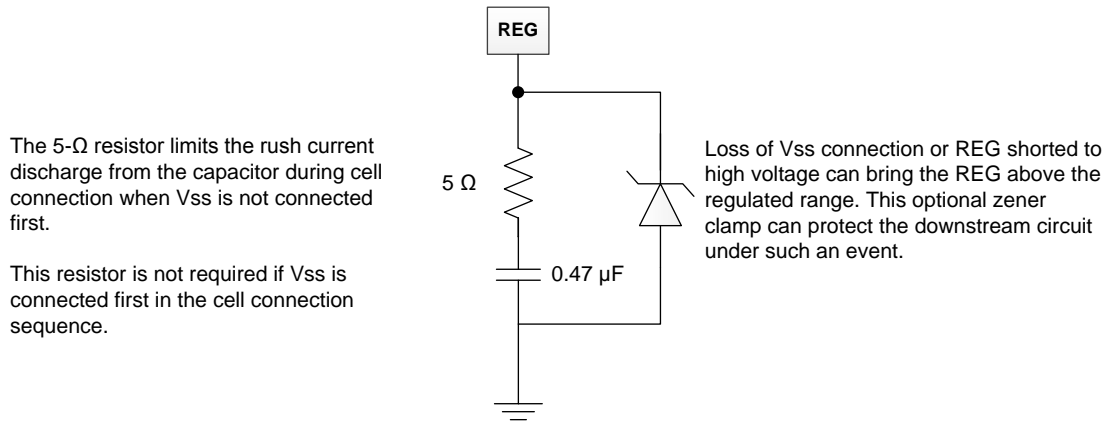 REG
The 5-Ω resistor limits the rush current
discharge from the capacitor during cell
connection when Vss is not connected
first.
This resistor is not required if Vss is
connected first in the cell connection
sequence.
5 Ω
0.47 µF
Loss of Vss connection or REG shorted to
high voltage can bring the REG above the
regulated range. This optional zener
clamp can protect the downstream circuit
under such an event.